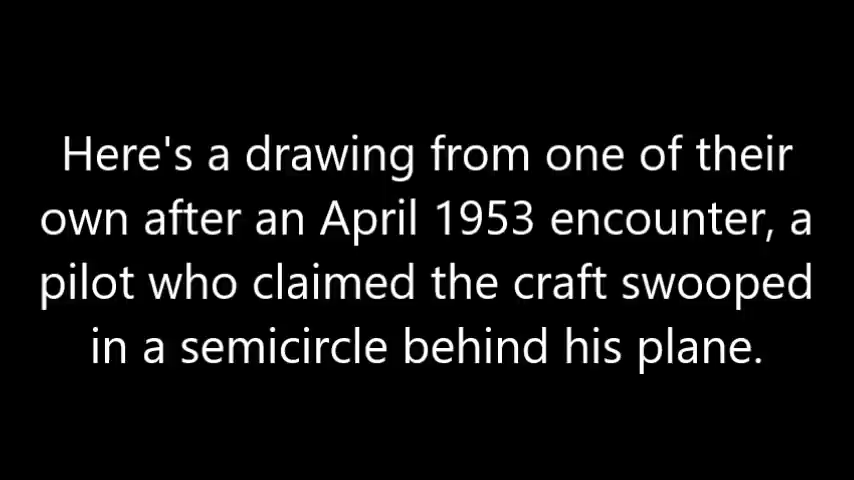 Here's a drawing from one of their
own after an April 1953 encounter, a
pilot who claimed the craft swooped
in a semicircle behind his plane.